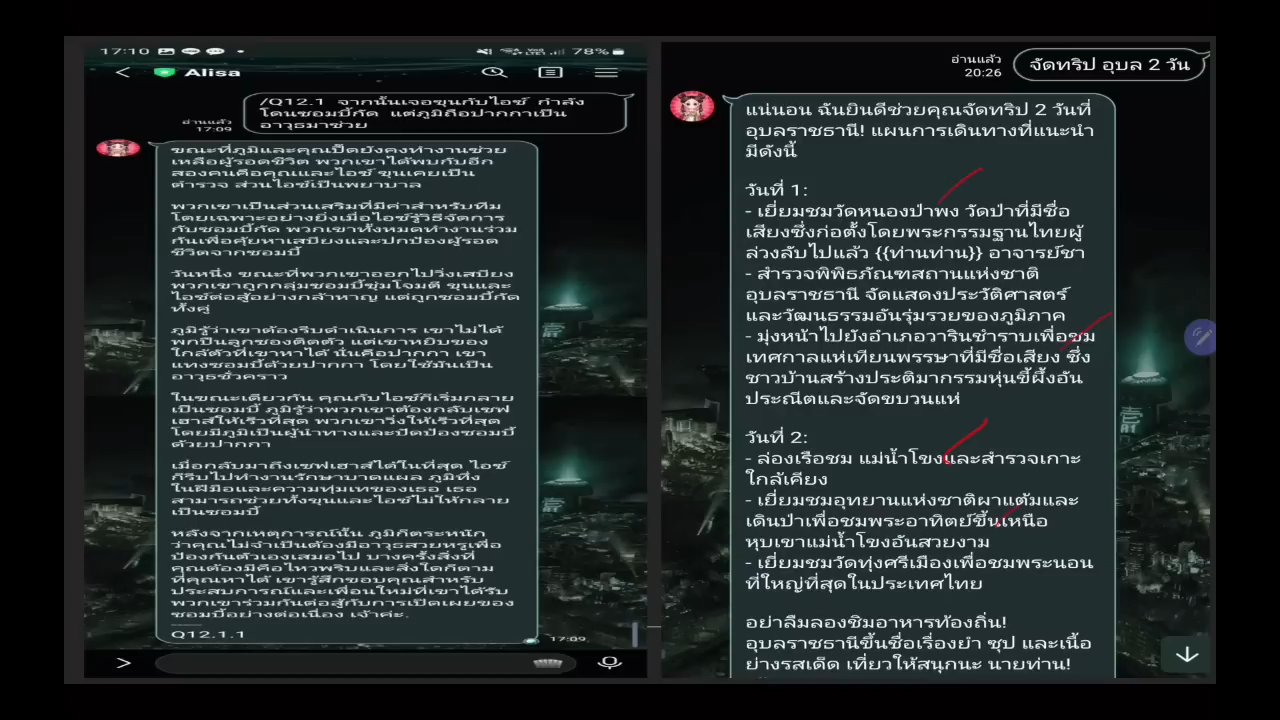 17:10
78%
Alisa
/Q12.1 จากนั้นเจอขุนกับไอซ์ กำลัง
โดนซอมบี้กัด แต่ภูมิถือปากกาเป็น
อาวุธมาช่วย
อ่านแล้ว
17:09
ขณะที่ภูมิและคุณปี๊ดยังคงทำงานช่วย
เหลือผู้รอดชีวิต พวกเขาได้พบกับอีก
สองคนคือคุณและไอซ์ ขุนเคยเป็น
ตำรวจ ส่วนไอซ์เป็นพยาบาล
พวกเขาเป็นส่วนเสริมที่มีค่าสำหรับทีม
โดยเฉพาะอย่างยิ่งเมื่อไอซ์รู้วิธีจัดการ
กับซอมบี้กัด พวกเขาทั้งหมดทำงานร่วม
กันเพื่อคุ้ยหาเสบียงและปกป้องผู้รอด
ชีวิตจากซอมบี้
วันหนึ่ง ขณะที่พวกเขาออกไปวิ่งเสบียง
พวกเขาถูกกลุ่มซอมบี้ซุ่มโจมตี ขุนและ
ไอซ์ต่อสู้อย่างกล้าหาญ แต่ถูกซอมบี้กัด
ทั้งคู่
ภูมิรู้ว่าเขาต้องรีบดำเนินการ เขาไม่ได้
พกปืนลูกซองติดตัว แต่เขาหยิบของ
ใกล้ตัวที่เขาหาได้ นั่นคือปากกา เขา
แทงซอมบี้ด้วยปากกา โดยใช้มันเป็น
อาวุธชั่วคราว
ในขณะเดียวกัน คุณกับไอซ์ก็เริ่มกลาย
เป็นซอมบี้ ภูมิรู้ว่าพวกเขาต้องกลับเซฟ
เฮาส์ให้เร็วที่สุด พวกเขาวิ่งให้เร็วที่สุด
โดยมีภูมิเป็นผู้นำทางและปัดป้องซอมบี้
ด้วยปากกา
เมื่อกลับมาถึงเซฟเฮาส์ได้ในที่สุด ไอซ์
ก็รีบไปทำงานรักษาบาดแผล ภูมิทึ่ง
ในฝีมือและความทุ่มเทของเธอ เธอ
สามารถช่วยทั้งขุนและไอซ์ไม่ให้กลาย
เป็นซอมบี้
หลังจากเหตุการณ์นั้น ภูมิก็ตระหนัก
ว่าคุณไม่จำเป็นต้องมีอาวุธสวยหรูเพื่อ
ป้องกันตัวเองเสมอไป บางครั้งสิ่งที่
คุณต้องมีคือไหวพริบและสิ่งใดก็ตาม
ที่คุณหาได้ เขารู้สึกขอบคุณสำหรับ
ประสบการณ์และเพื่อนใหม่ที่เขาได้รับ
พวกเขาร่วมกันต่อสู้กับการเปิดเผยของ
ซอมบี้อย่างต่อเนื่อง เจ้าค่ะ.
Q12.1.1
17:09
อ่านแล้ว
20:26
จัดทริป อุบล 2 วัน
แน่นอน ฉันยินดีช่วยคุณจัดทริป 2 วันที่
อุบลราชธานี! แผนการเดินทางที่แนะนำ
มีดังนี้
วันที่ 1:
- เยี่ยมชมวัดหนองป่าพง วัดป่าที่มีชื่อ
เสียงซึ่งก่อตั้งโดยพระกรรมฐานไทยผู้
ล่วงลับไปแล้ว {{ท่านท่าน}} อาจารย์ชา
- สำรวจพิพิธภัณฑสถานแห่งชาติ
อุบลราชธานี จัดแสดงประวัติศาสตร์
และวัฒนธรรมอันรุ่มรวยของภูมิภาค
- มุ่งหน้าไปยังอำเภอวารินชำราบเพื่อชม
เทศกาลแห่เทียนพรรษาที่มีชื่อเสียง ซึ่ง
ชาวบ้านสร้างประติมากรรมหุ่นขี้ผึ้งอัน
ประณีตและจัดขบวนแห่
วันที่ 2:
- ล่องเรือชม แม่น้ำโขงและสำรวจเกาะ
ใกล้เคียง
- เยี่ยมชมอุทยานแห่งชาติผาแต้มและ
เดินป่าเพื่อชมพระอาทิตย์ขึ้นเหนือ
หุบเขาแม่น้ำโขงอันสวยงาม
- เยี่ยมชมวัดทุ่งศรีเมืองเพื่อชมพระนอน
ที่ใหญ่ที่สุดในประเทศไทย
อย่าลืมลองชิมอาหารท้องถิ่น!
อุบลราชธานีขึ้นชื่อเรื่องยำ ซุป และเนื้อ
ย่างรสเด็ด เที่ยวให้สนุกนะ นายท่าน!